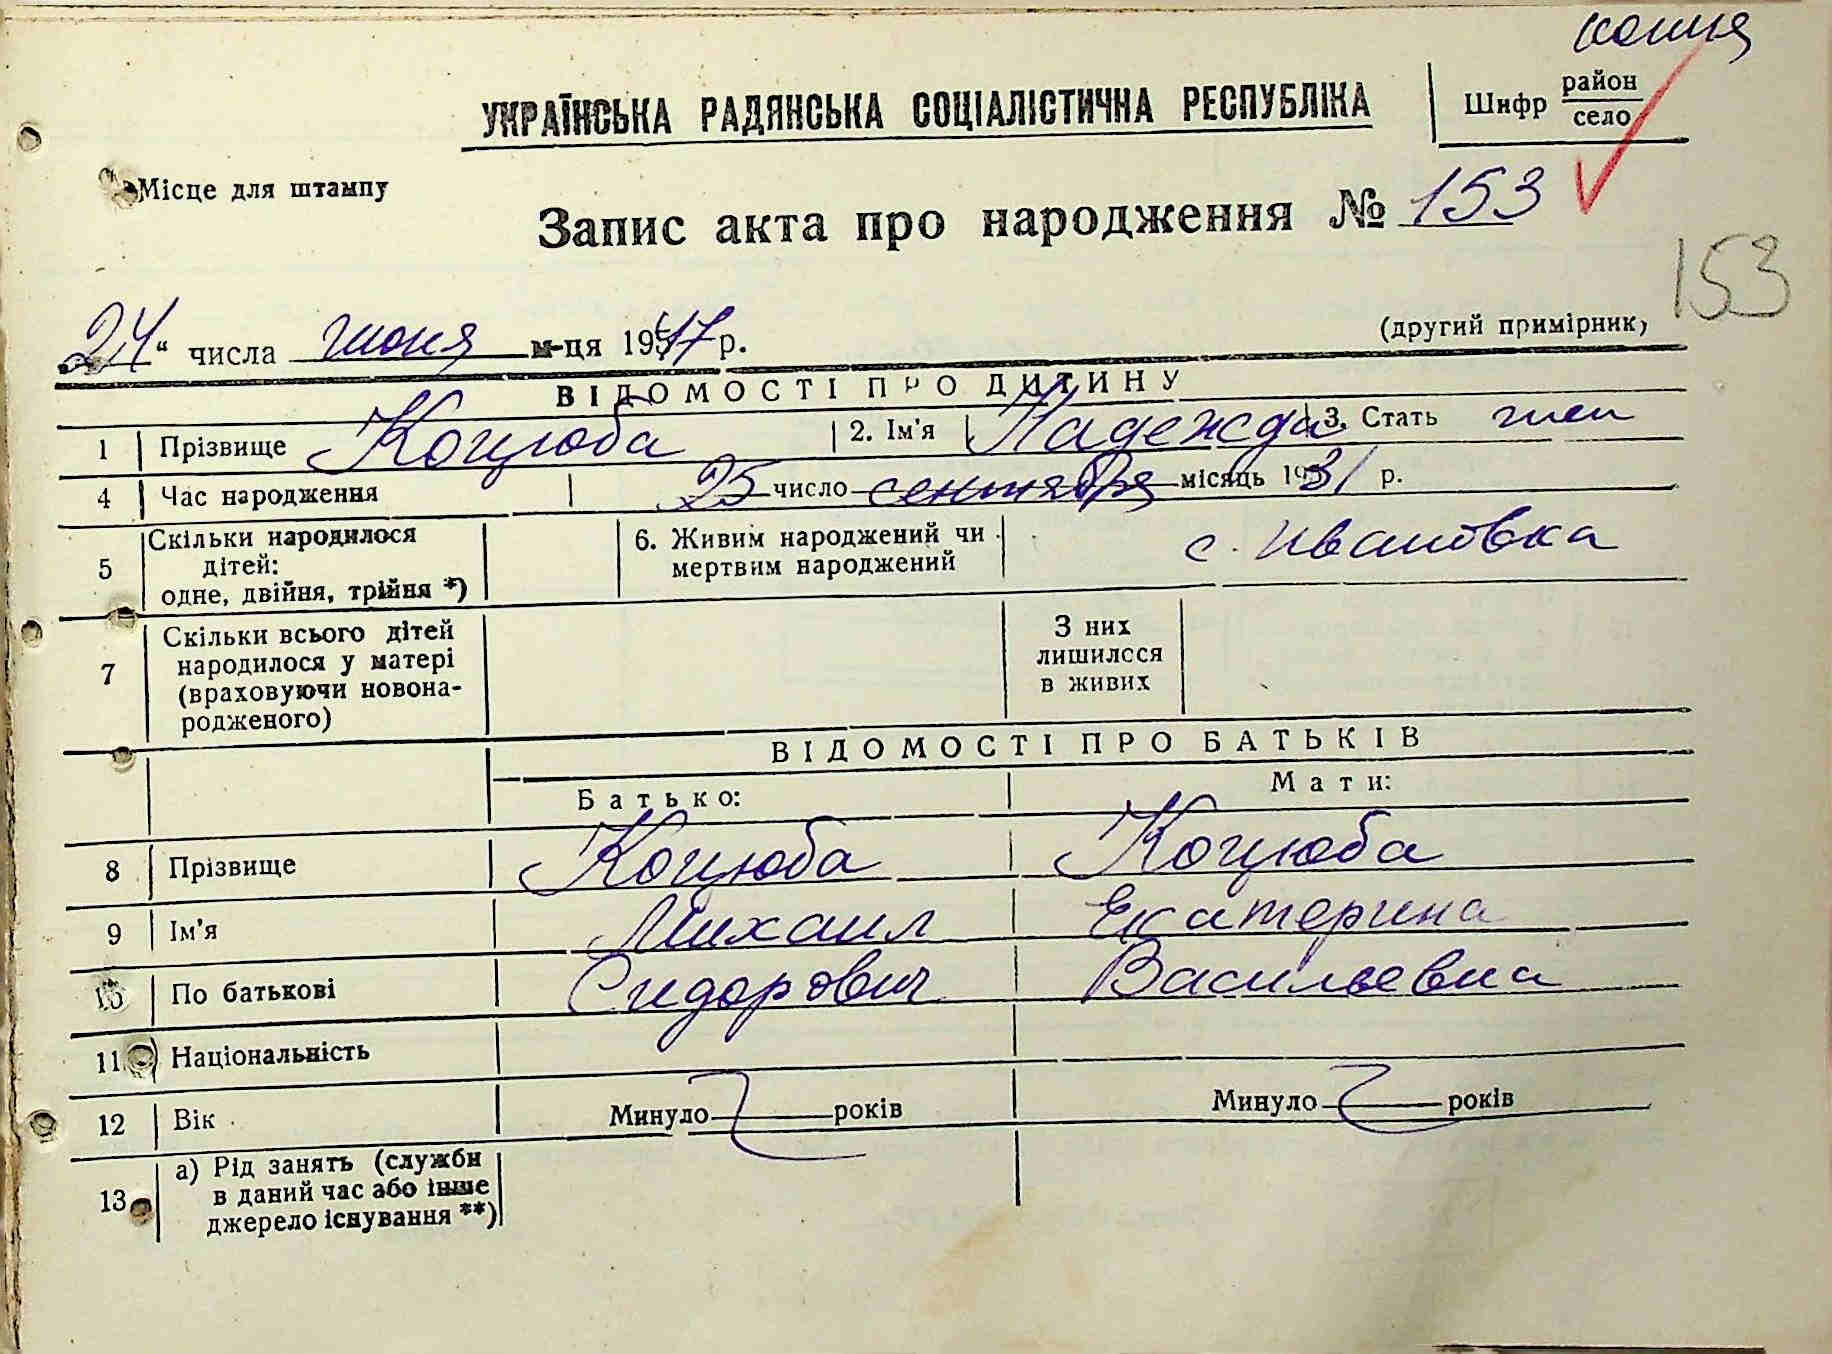 копия
УКРАЇНСЬКА РАДЯНСЬКА СОЦІАЛІСТИЧНА РЕСПУБЛІКА
Шифр район
село
Місце для штампу
Запис акта про народження № 153
153
24 " числа июня м-ця 1947 р.
(другий примірник)
ВІДОМОСТІ ПРО ДИТИНУ
1 Прізвище Коцюба 2. Ім'я Надежда 3. Стать жен
4 Час народження 25 число сентября місяць 1931 р.
5 Скільки народилося дітей: одне, двійня, трійня *) 6. Живим народжений чи мертвим народжений с. Ивановка
7 Скільки всього дітей народилося у матері (враховуючи новонародженого) З них лишилося в живих
ВІДОМОСТІ ПРО БАТЬКІВ
Батько: Мати:
8 Прізвище Коцюба Коцюба
9 Ім'я Михаил Екатерина
10 По батькові Сидорович Васильевна
11 Національність
12 Вік Минуло років Минуло років
13 а) Рід занять (служби в даний час або інше джерело існування **)